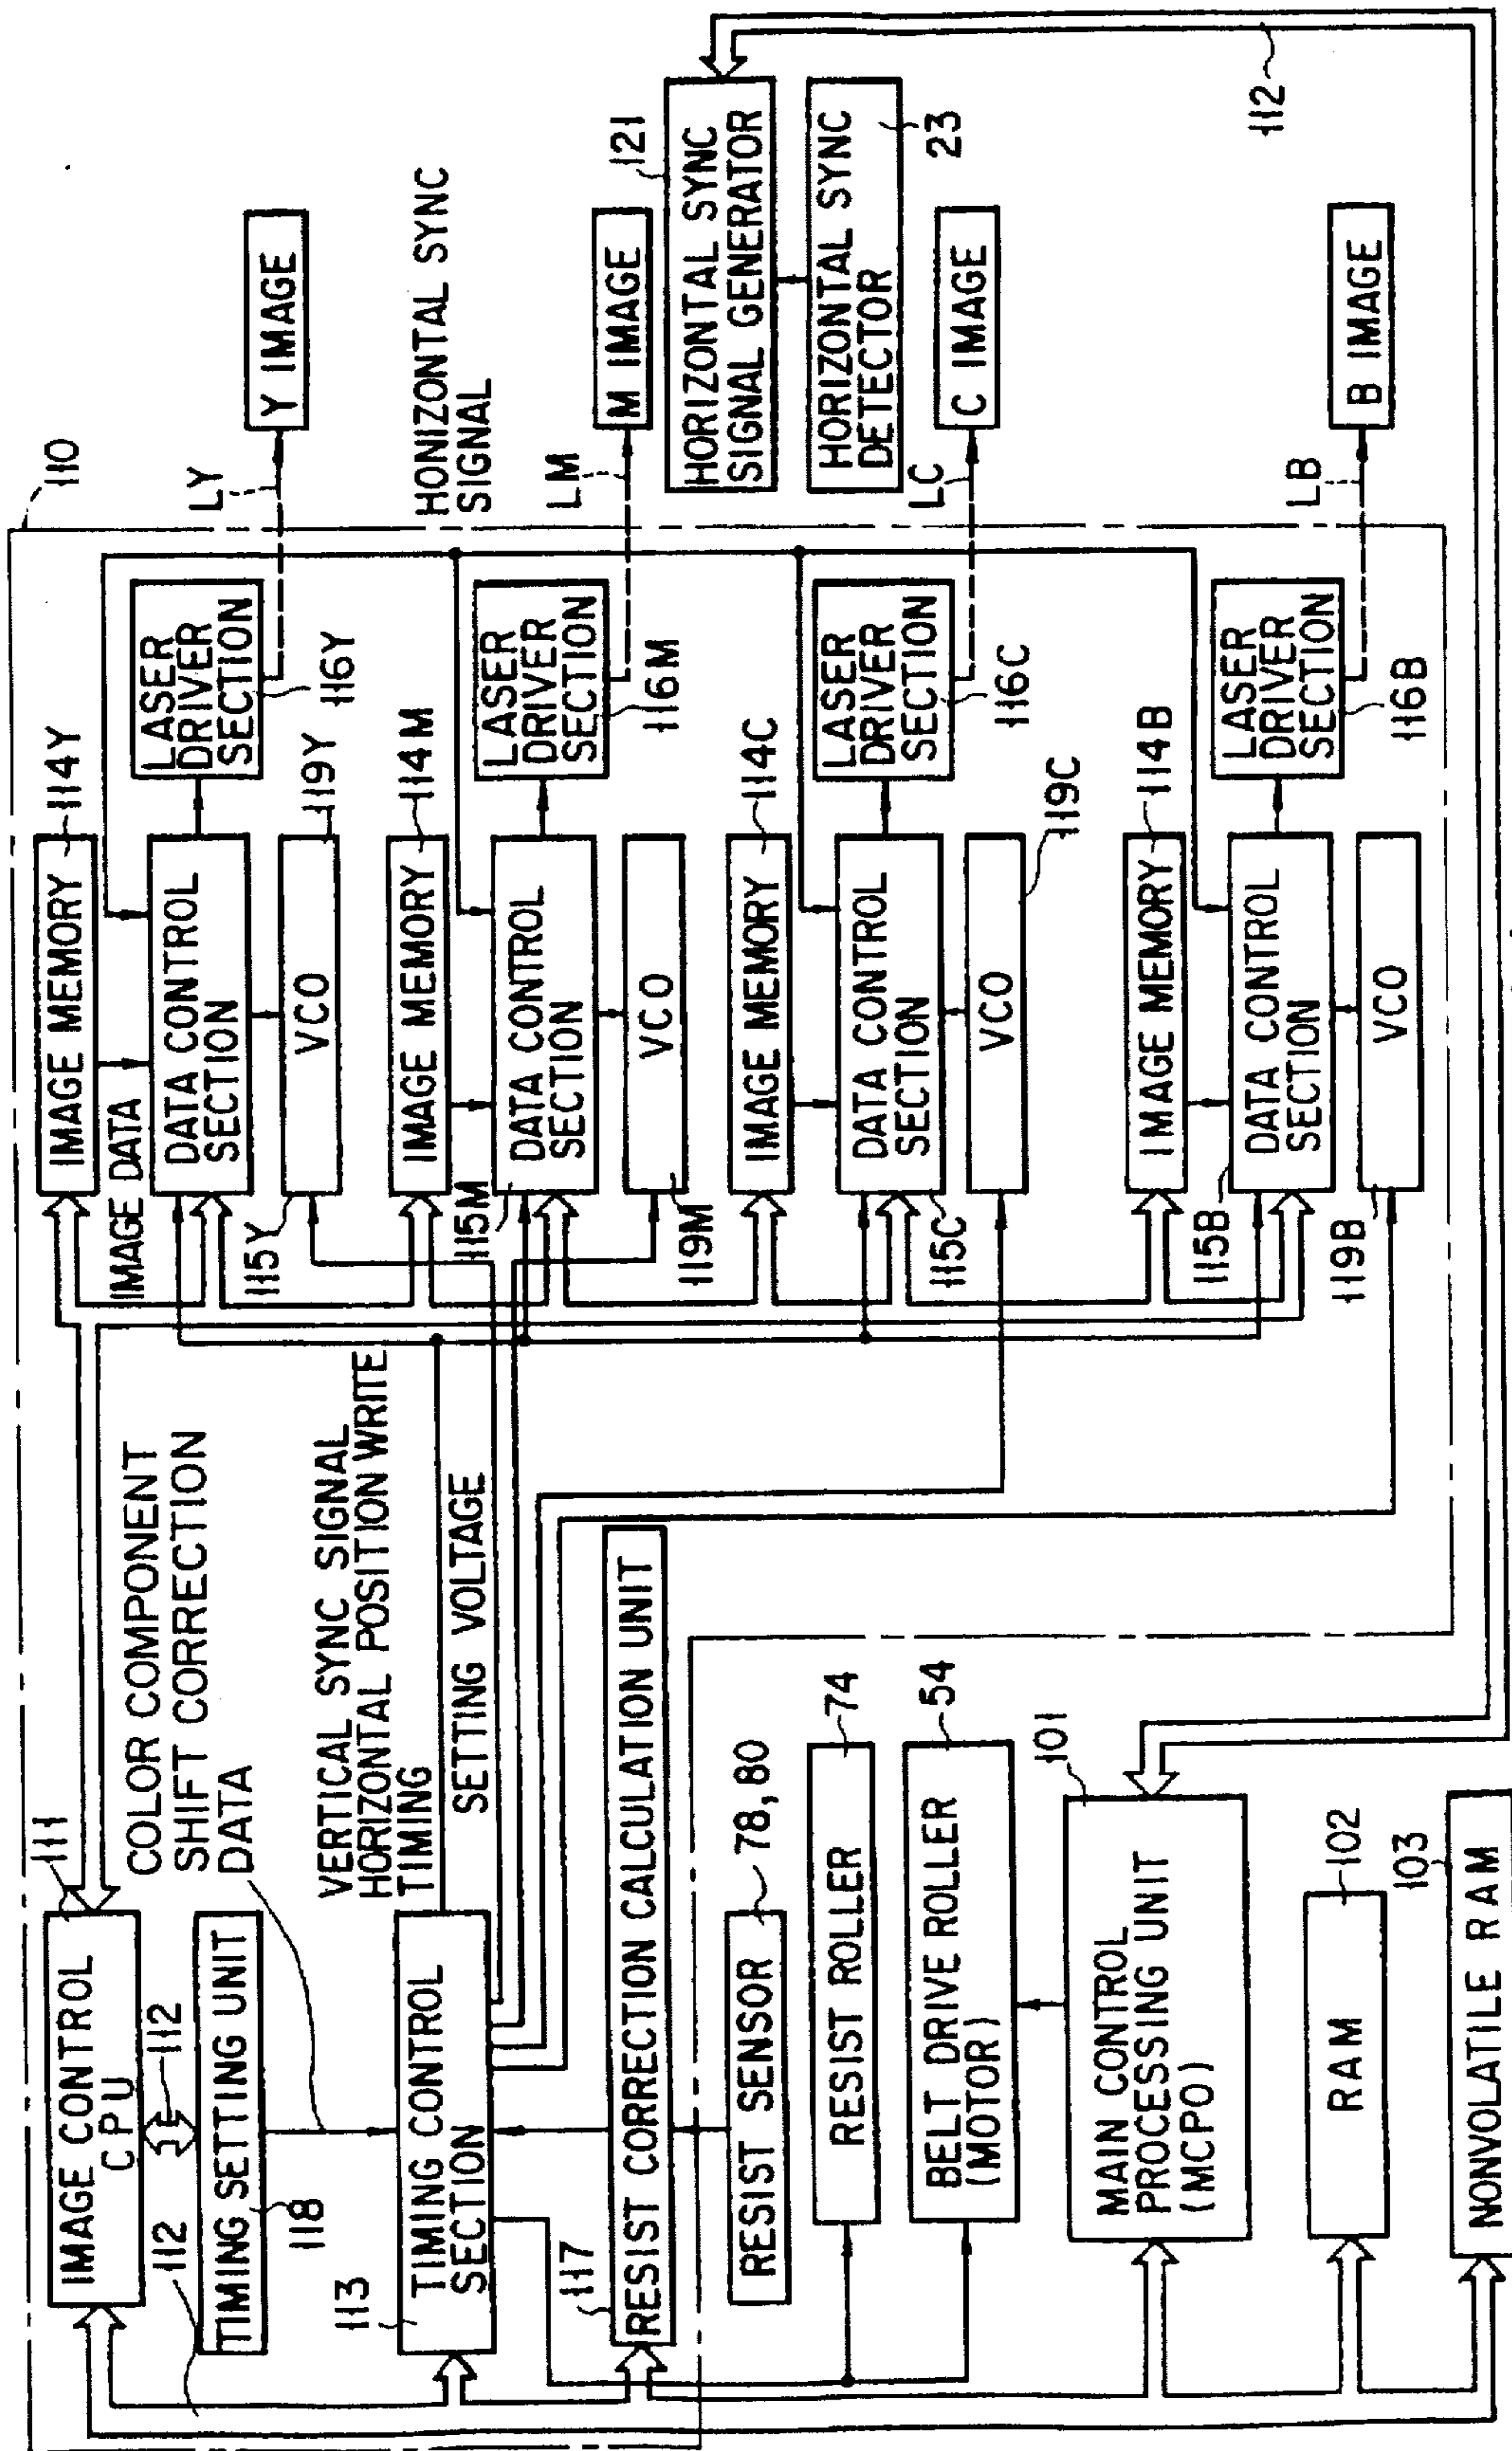 110
IMAGE CONTROL
CPU
111
112
112
TIMING SETTING UNIT
118
COLOR COMPONENT
SHIFT CORRECTION
DATA
113
TIMING CONTROL
SECTION
VERTICAL SYNC SIGNAL
HORIZONTAL POSITION WRITE
TIMING
SETTING VOLTAGE
117
RESIST CORRECTION CALCULATION UNIT
RESIST SENSOR
78, 80
RESIST ROLLER
74
BELT DRIVE ROLLER
(MOTOR)
54
MAIN CONTROL
PROCESSING UNIT
(MCPO)
101
RAM
102
NONVOLATILE RAM
103
IMAGE MEMORY
114Y
IMAGE DATA
DATA CONTROL
SECTION
115Y
LASER
DRIVER
SECTION
116Y
VCO
119Y
LY
Y IMAGE
HONIZONTAL SYNC
SIGNAL
IMAGE MEMORY
114M
DATA CONTROL
SECTION
115M
LASER
DRIVER
SECTION
116M
VCO
119M
LM
M IMAGE
121
HORIZONTAL SYNC
SIGNAL GENERATOR
HORIZONTAL SYNC
DETECTOR
23
IMAGE MEMORY
114C
DATA CONTROL
SECTION
115C
LASER
DRIVER
SECTION
116C
VCO
119C
LC
C IMAGE
IMAGE MEMORY
114B
DATA CONTROL
SECTION
115B
LASER
DRIVER
SECTION
116B
VCO
119B
LB
B IMAGE
112